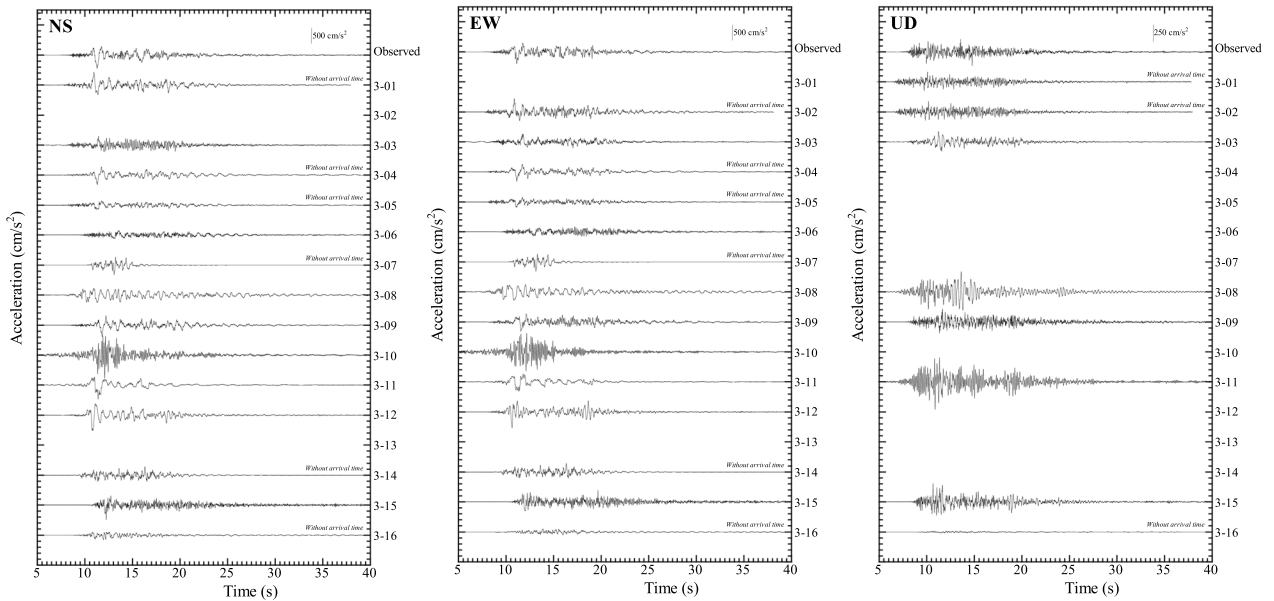 NS
500 cm/s²
Observed
Without arrival time
3-01
3-02
3-03
Without arrival time
3-04
Without arrival time
3-05
3-06
Without arrival time
3-07
3-08
3-09
3-10
3-11
3-12
3-13
Without arrival time
3-14
3-15
Without arrival time
3-16
Acceleration (cm/s²)
5 10 15 20 25 30 35 40
Time (s)
EW
500 cm/s²
Observed
3-01
Without arrival time
3-02
3-03
Without arrival time
3-04
Without arrival time
3-05
3-06
Without arrival time
3-07
3-08
3-09
3-10
3-11
3-12
3-13
Without arrival time
3-14
3-15
Without arrival time
3-16
Acceleration (cm/s²)
5 10 15 20 25 30 35 40
Time (s)
UD
250 cm/s²
Observed
Without arrival time
3-01
Without arrival time
3-02
3-03
3-04
3-05
3-06
3-07
3-08
3-09
3-10
3-11
3-12
3-13
3-14
3-15
Without arrival time
3-16
Acceleration (cm/s²)
5 10 15 20 25 30 35 40
Time (s)